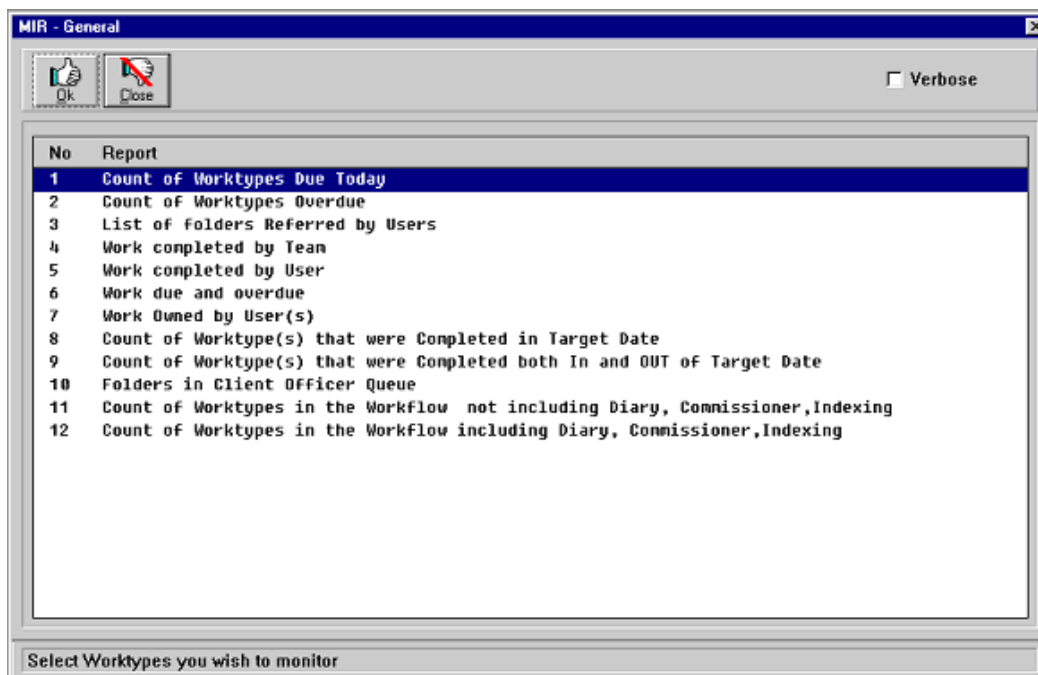 MIR - General
Ok Close Verbose
No Report
1 Count of Worktypes Due Today
2 Count of Worktypes Overdue
3 List of folders Referred by Users
4 Work completed by Team
5 Work completed by User
6 Work due and overdue
7 Work Owned by User(s)
8 Count of Worktype(s) that were Completed in Target Date
9 Count of Worktype(s) that were Completed both In and OUT of Target Date
10 Folders in Client Officer Queue
11 Count of Worktypes in the Workflow  not including Diary, Commissioner,Indexing
12 Count of Worktypes in the Workflow including Diary, Commissioner,Indexing
Select Worktypes you wish to monitor